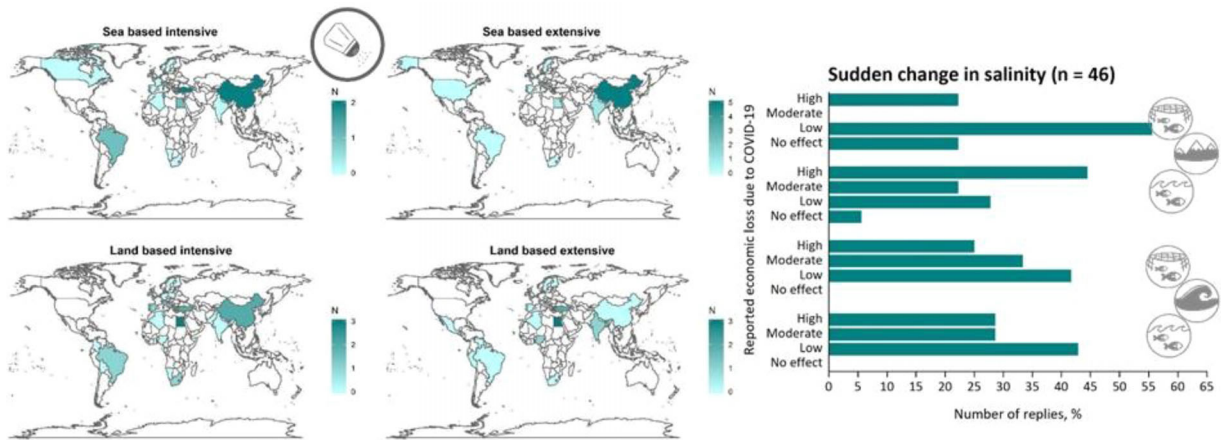 Sea based intensive
N
2
1
0
Sea based extensive
N
5
4
3
2
1
0
Land based intensive
N
3
2
1
0
Land based extensive
N
3
2
1
0
Sudden change in salinity (n = 46)
Reported economic loss due to COVID-19
High
Moderate
Low
No effect
High
Moderate
Low
No effect
High
Moderate
Low
No effect
High
Moderate
Low
No effect
0 5 10 15 20 25 30 35 40 45 50 55 60 65
Number of replies, %